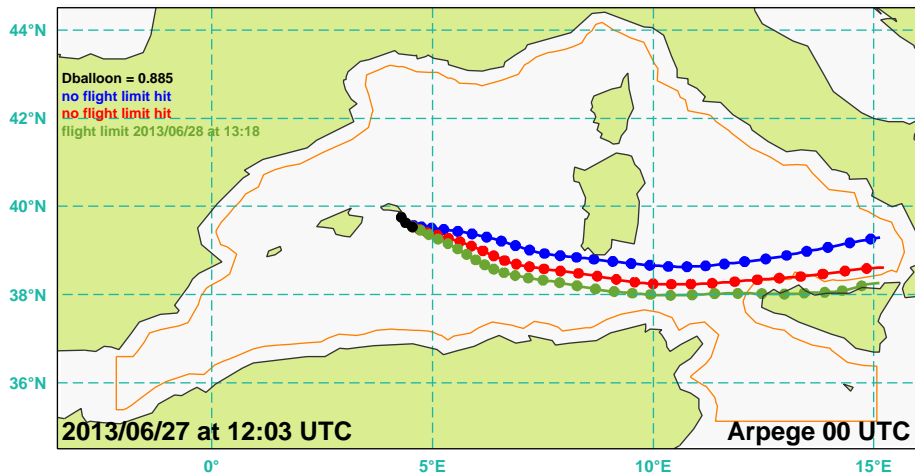 44°N
Dballoon = 0.885
no flight limit hit
no flight limit hit
flight limit 2013/06/28 at 13:18
42°N
40°N
38°N
36°N
2013/06/27 at 12:03 UTC
Arpege 00 UTC
0°
5°E
10°E
15°E